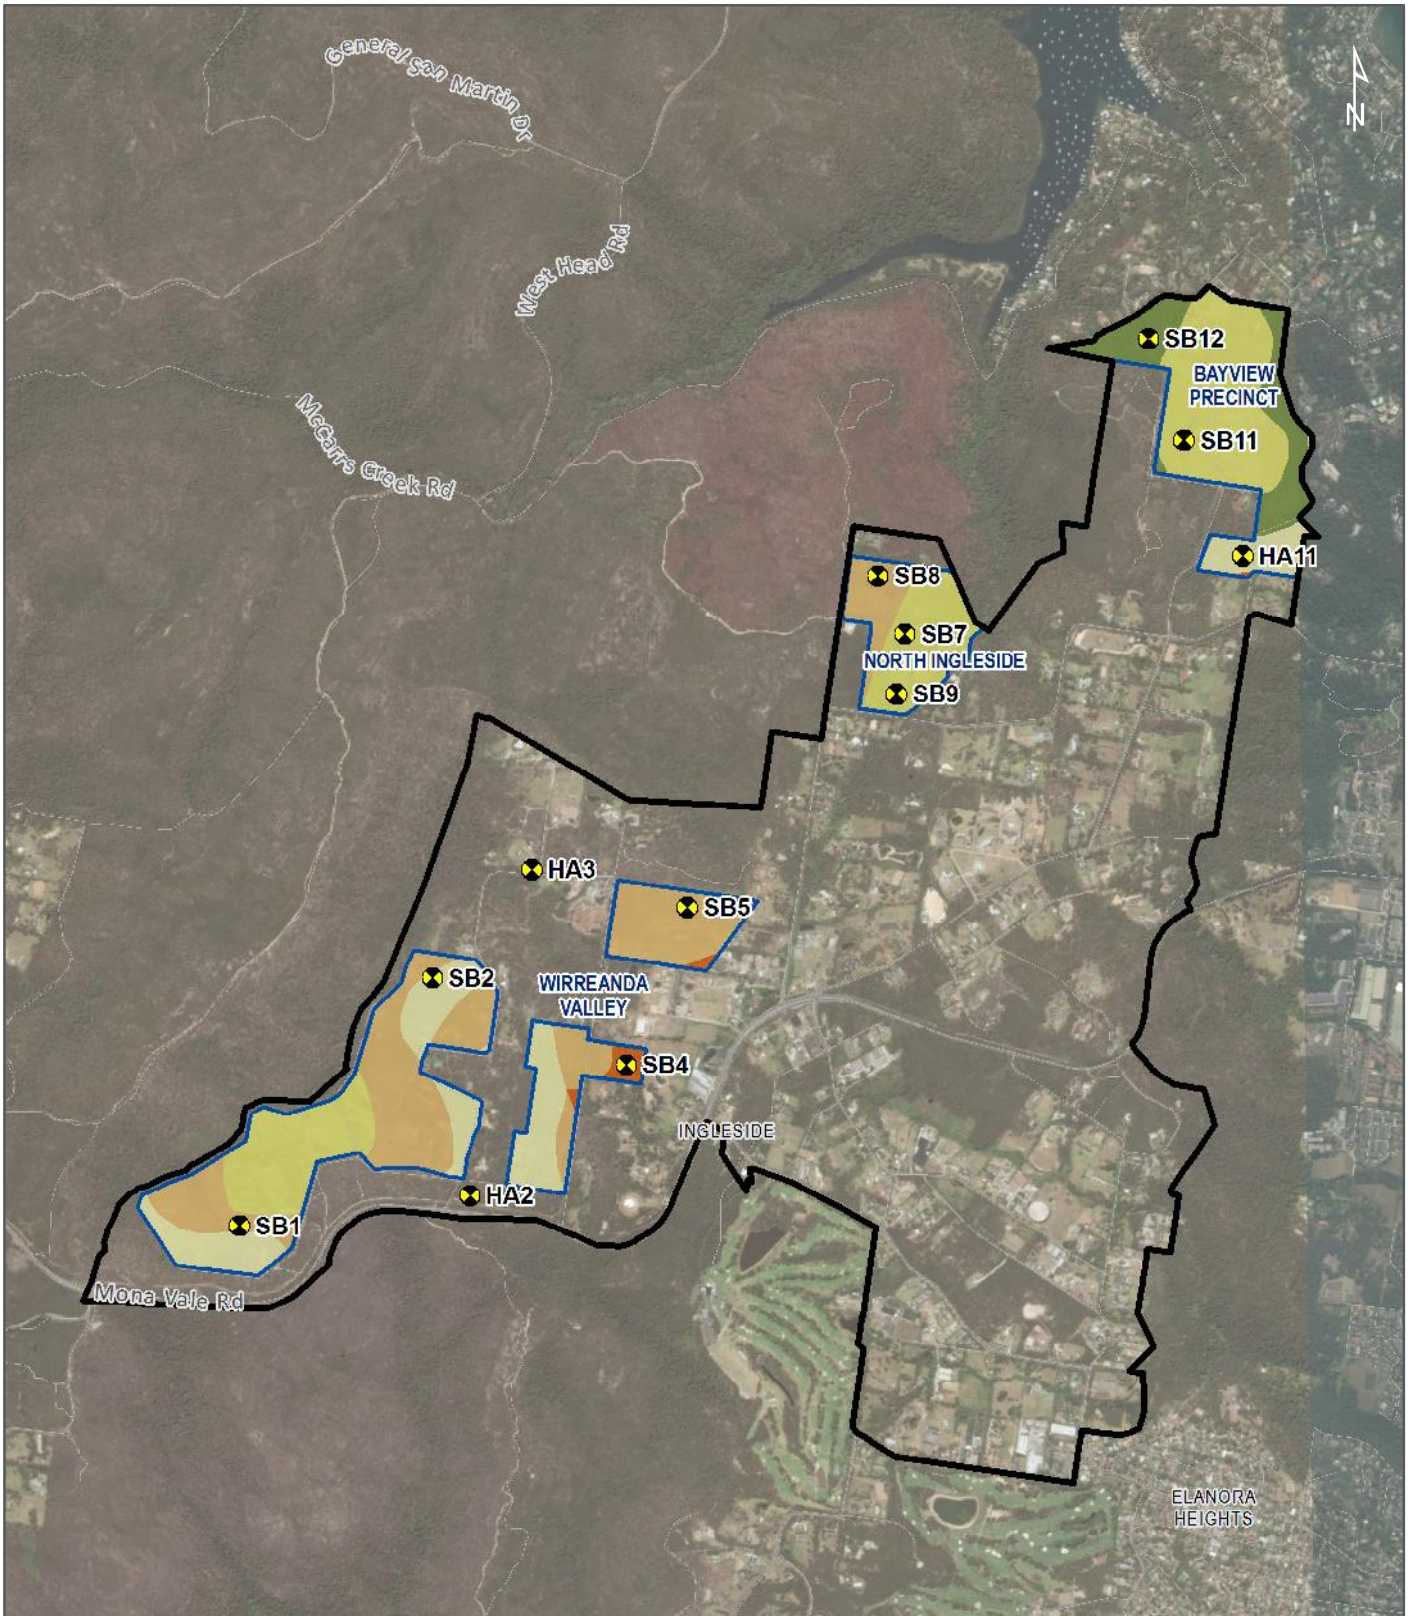 General San Martin Dr
N
West Head Rd
SB12
BAYVIEW
PRECINCT
McCarrs Creek Rd
SB11
HA11
SB8
SB7
NORTH INGLESIDE
SB9
HA3
SB5
SB2
WIRREANDA
VALLEY
SB4
INGLESIDE
HA2
SB1
Mona Vale Rd
ELANORA
HEIGHTS